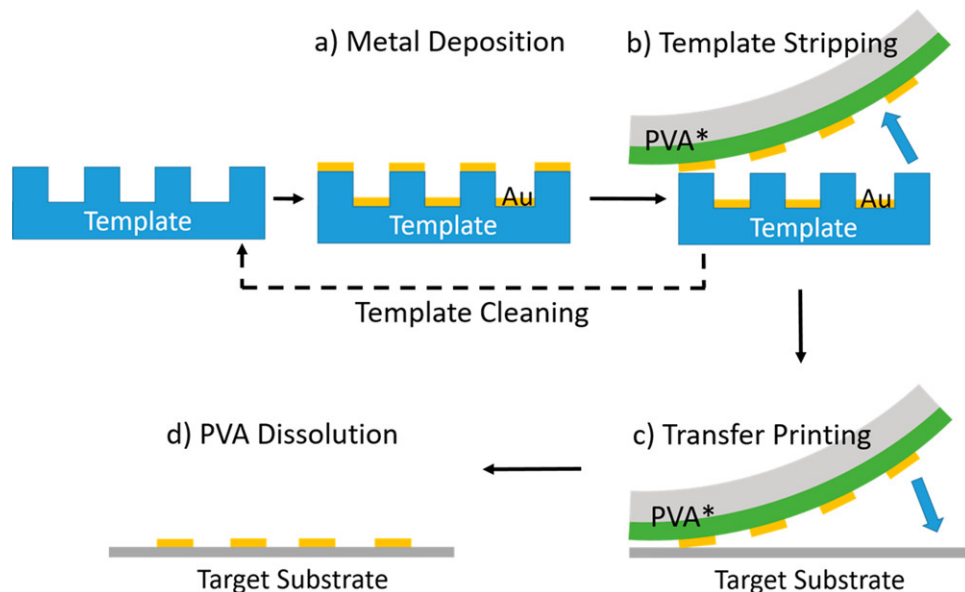 a) Metal Deposition
b) Template Stripping
PVA*
Template
Au
Template
Au
Template
Template Cleaning
d) PVA Dissolution
c) Transfer Printing
PVA*
Target Substrate
Target Substrate